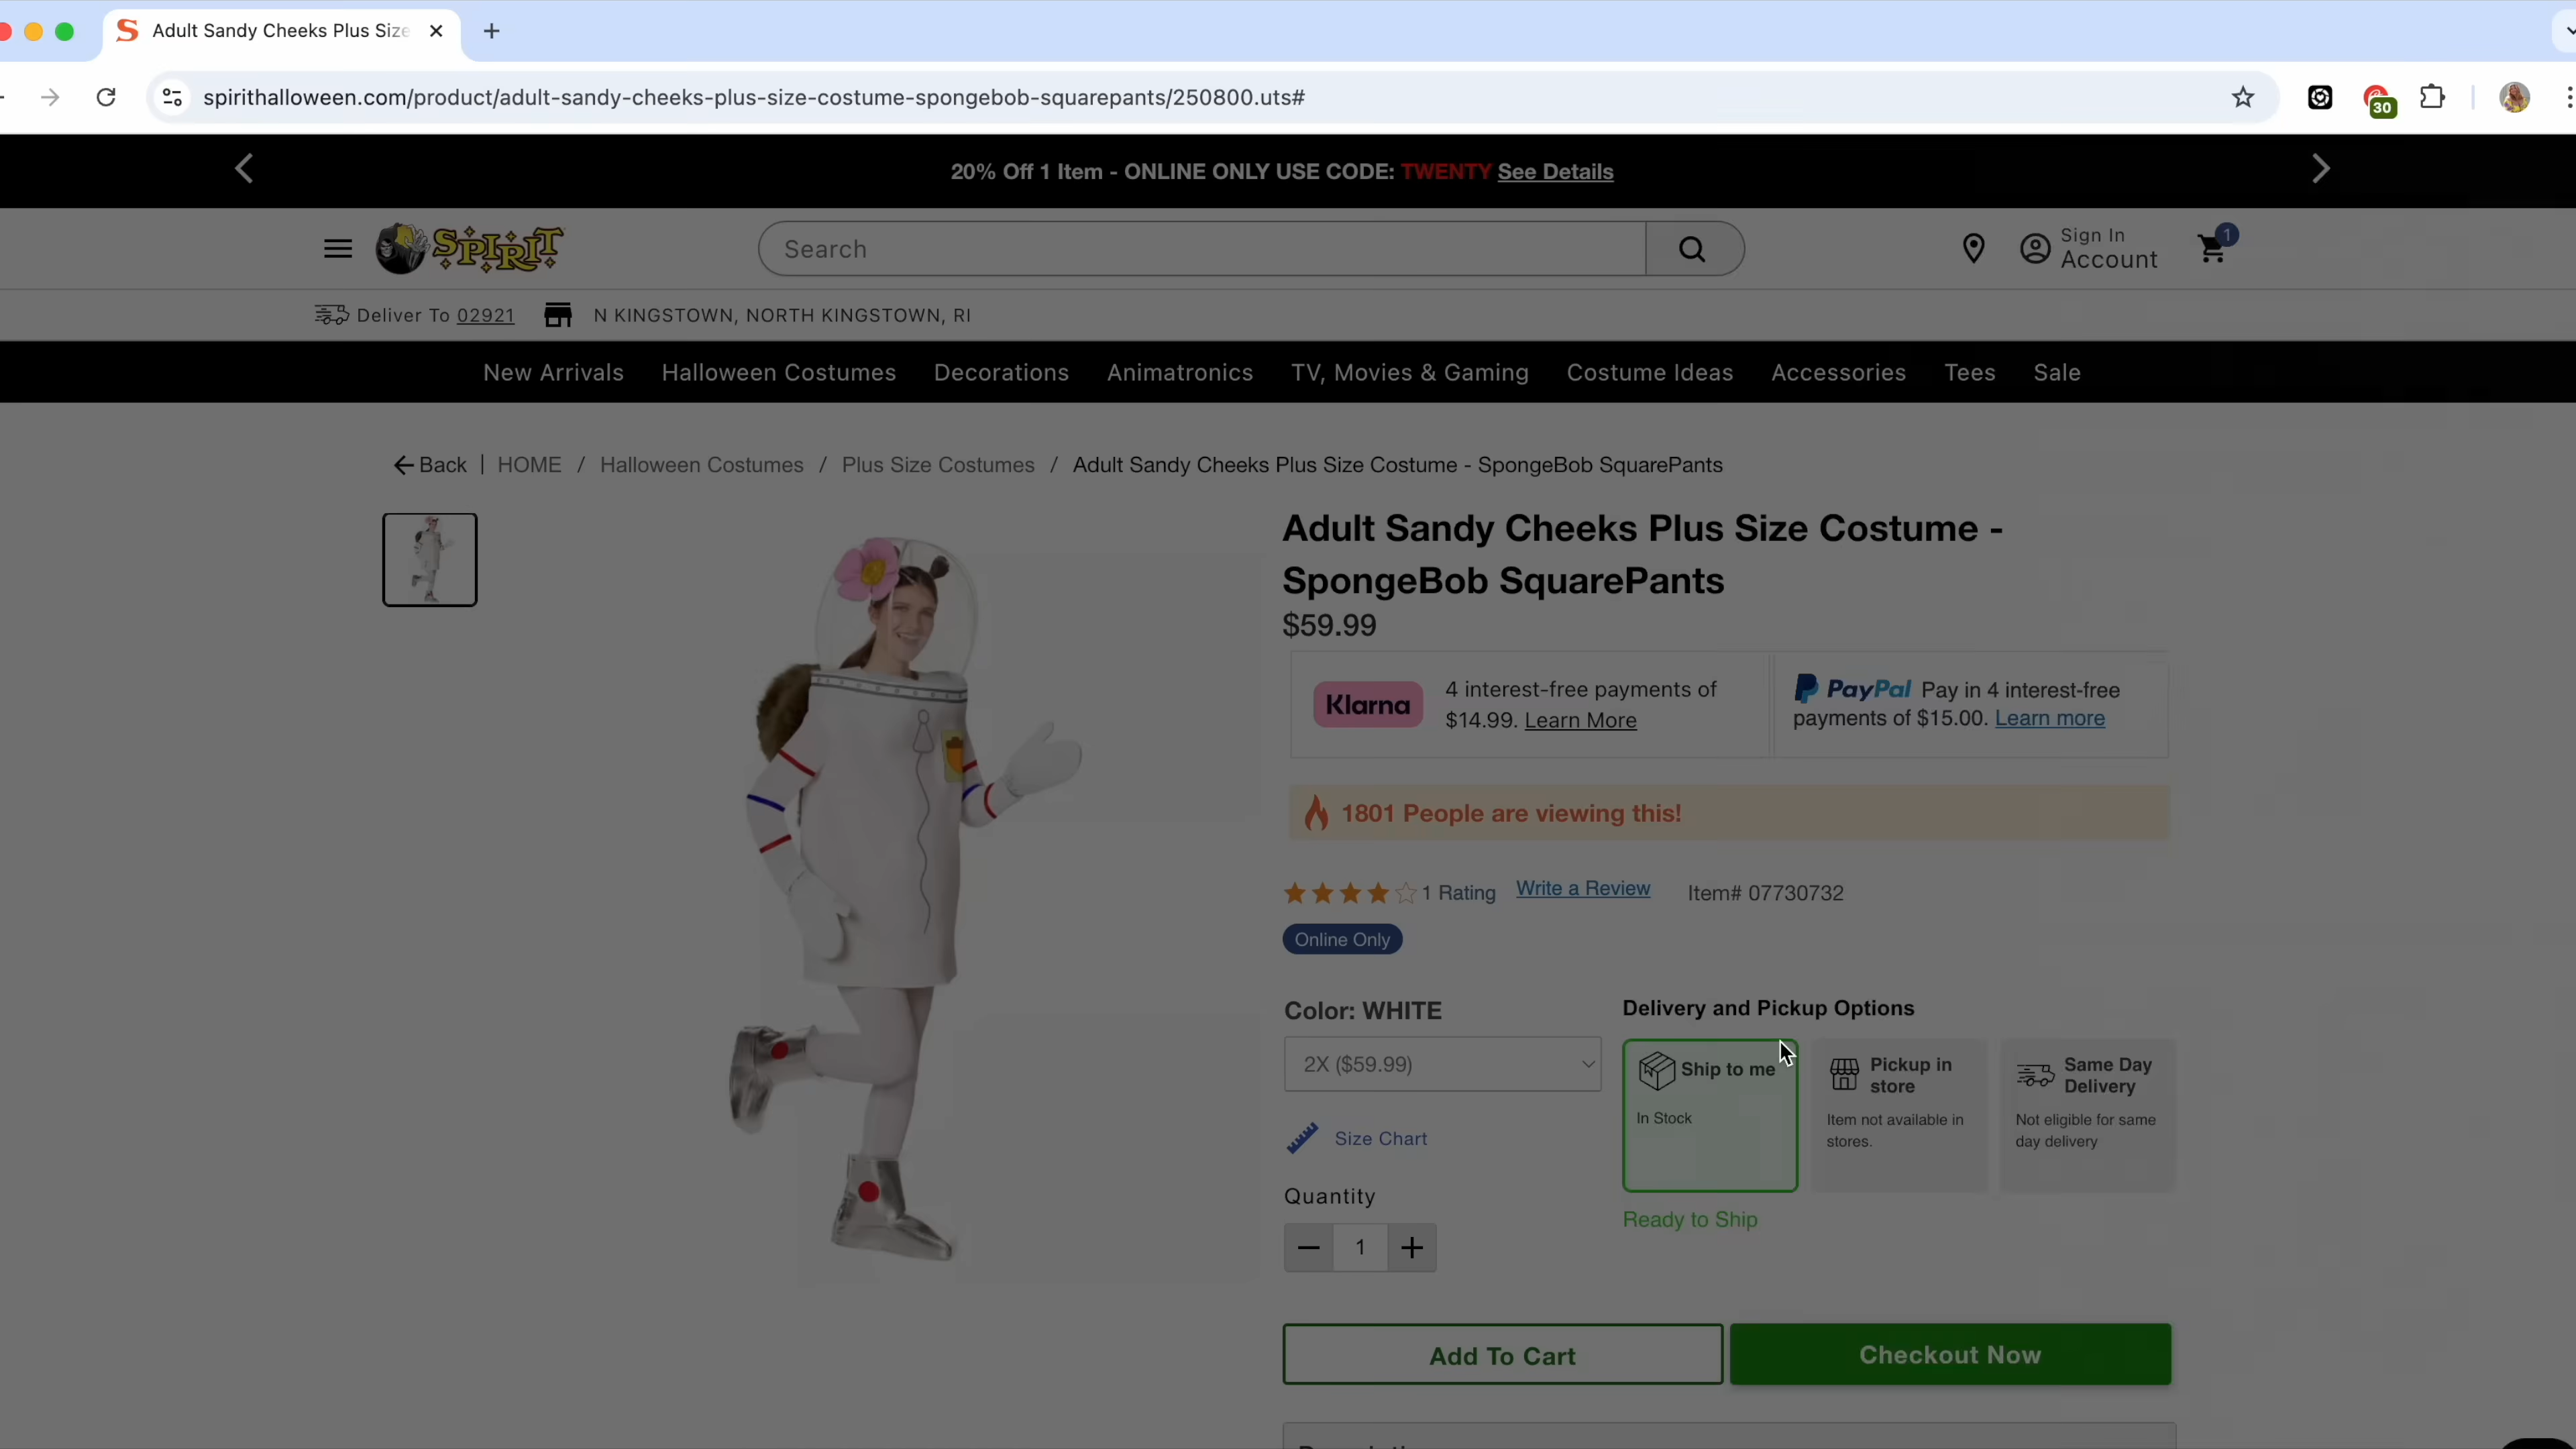 Adult Sandy Cheeks Plus Size
spirithalloween.com/product/adult-sandy-cheeks-plus-size-costume-spongebob-squarepants/250800.uts#
30
20% Off 1 Item - ONLINE ONLY USE CODE: TWENTY See Details
SPIRIT
Search
Sign In
Account
1
Deliver To 02921
N KINGSTOWN, NORTH KINGSTOWN, RI
New Arrivals Halloween Costumes Decorations Animatronics TV, Movies & Gaming Costume Ideas Accessories Tees Sale
Back | HOME / Halloween Costumes / Plus Size Costumes / Adult Sandy Cheeks Plus Size Costume - SpongeBob SquarePants
Adult Sandy Cheeks Plus Size Costume -
SpongeBob SquarePants
$59.99
Klarna
4 interest-free payments of
$14.99. Learn More
PayPal Pay in 4 interest-free
payments of $15.00. Learn more
1801 People are viewing this!
1 Rating Write a Review Item# 07730732
Online Only
Color: WHITE
2X ($59.99)
Size Chart
Quantity
1
Delivery and Pickup Options
Ship to me
In Stock
Pickup in
store
Item not available in
stores.
Same Day
Delivery
Not eligible for same
day delivery
Ready to Ship
Add To Cart
Checkout Now